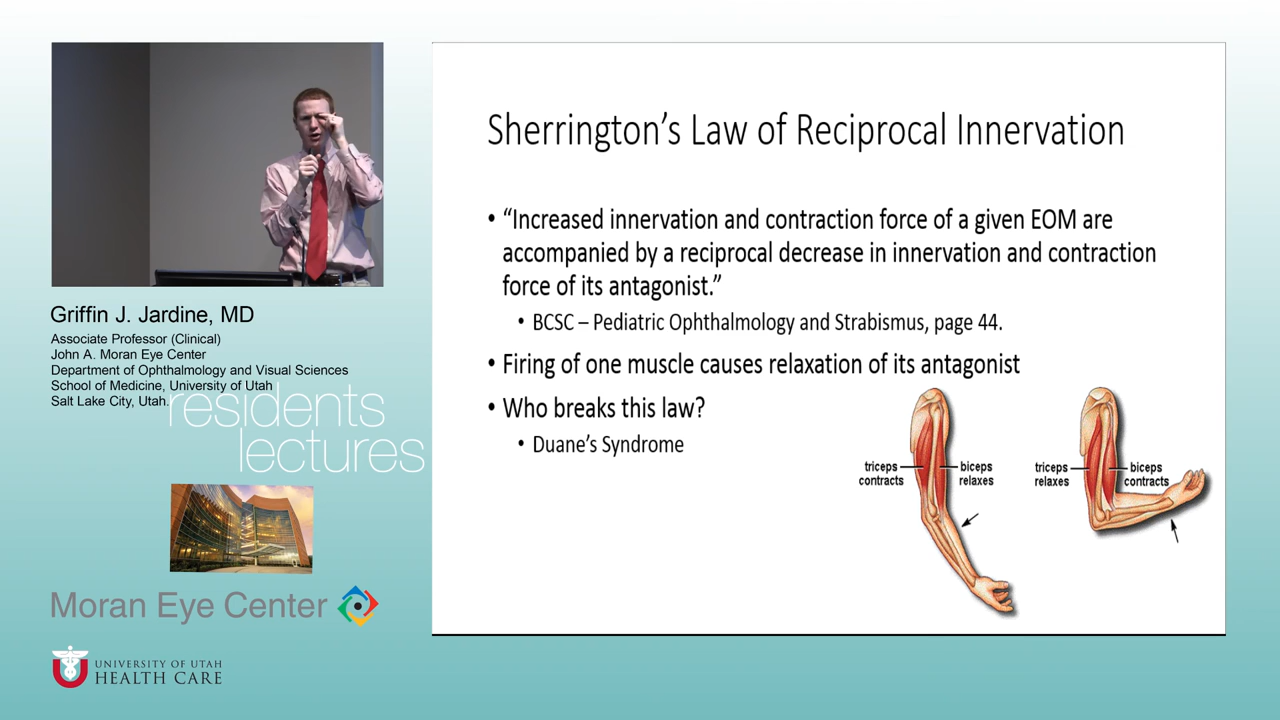 Griffin J. Jardine, MD
Associate Professor (Clinical)
John A. Moran Eye Center
Department of Ophthalmology and Visual Sciences
School of Medicine, University of Utah
Salt Lake City, Utah.
residents
lectures
Moran Eye Center
UNIVERSITY OF UTAH
HEALTH CARE
Sherrington’s Law of Reciprocal Innervation
• “Increased innervation and contraction force of a given EOM are
accompanied by a reciprocal decrease in innervation and contraction
force of its antagonist.”
• BCSC – Pediatric Ophthalmology and Strabismus, page 44.
• Firing of one muscle causes relaxation of its antagonist
• Who breaks this law?
• Duane’s Syndrome
triceps
contracts
biceps
relaxes
triceps
relaxes
biceps
contracts